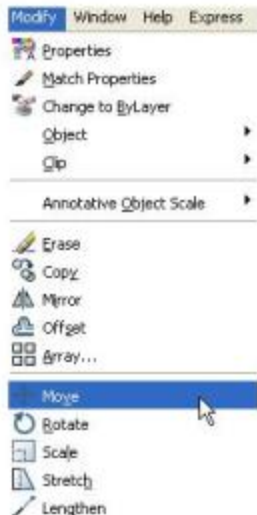 Modify Window Help Express
Properties
Match Properties
Change to ByLayer
Object
Clip
Annotative Object Scale
Erase
Copy
Mirror
Offset
Array...
Move
Rotate
Scale
Stretch
Lengthen